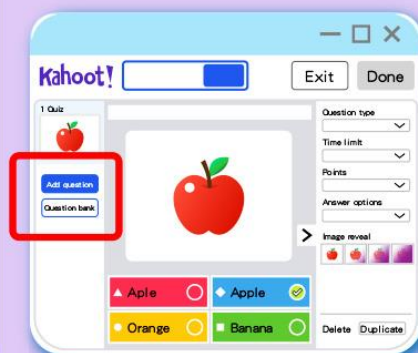 Kahoot!
Exit
Done
1 Quiz
Add question
Question bank
Question type
Time limit
Points
Answer options
Image reveal
Aple
Apple
Orange
Banana
Delete
Duplicate